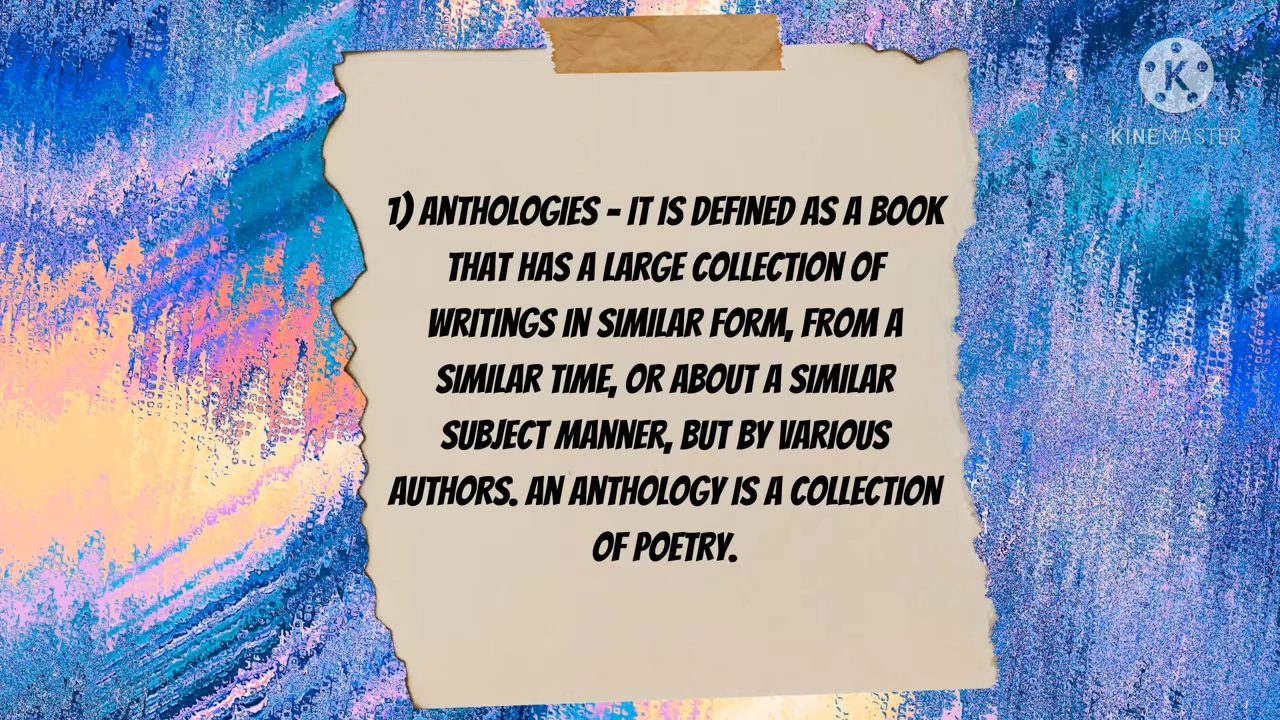 KINEMASTER
1) ANTHOLOGIES - IT IS DEFINED AS A BOOK
THAT HAS A LARGE COLLECTION OF
WRITINGS IN SIMILAR FORM, FROM A
SIMILAR TIME, OR ABOUT A SIMILAR
SUBJECT MANNER, BUT BY VARIOUS
AUTHORS. AN ANTHOLOGY IS A COLLECTION
OF POETRY.